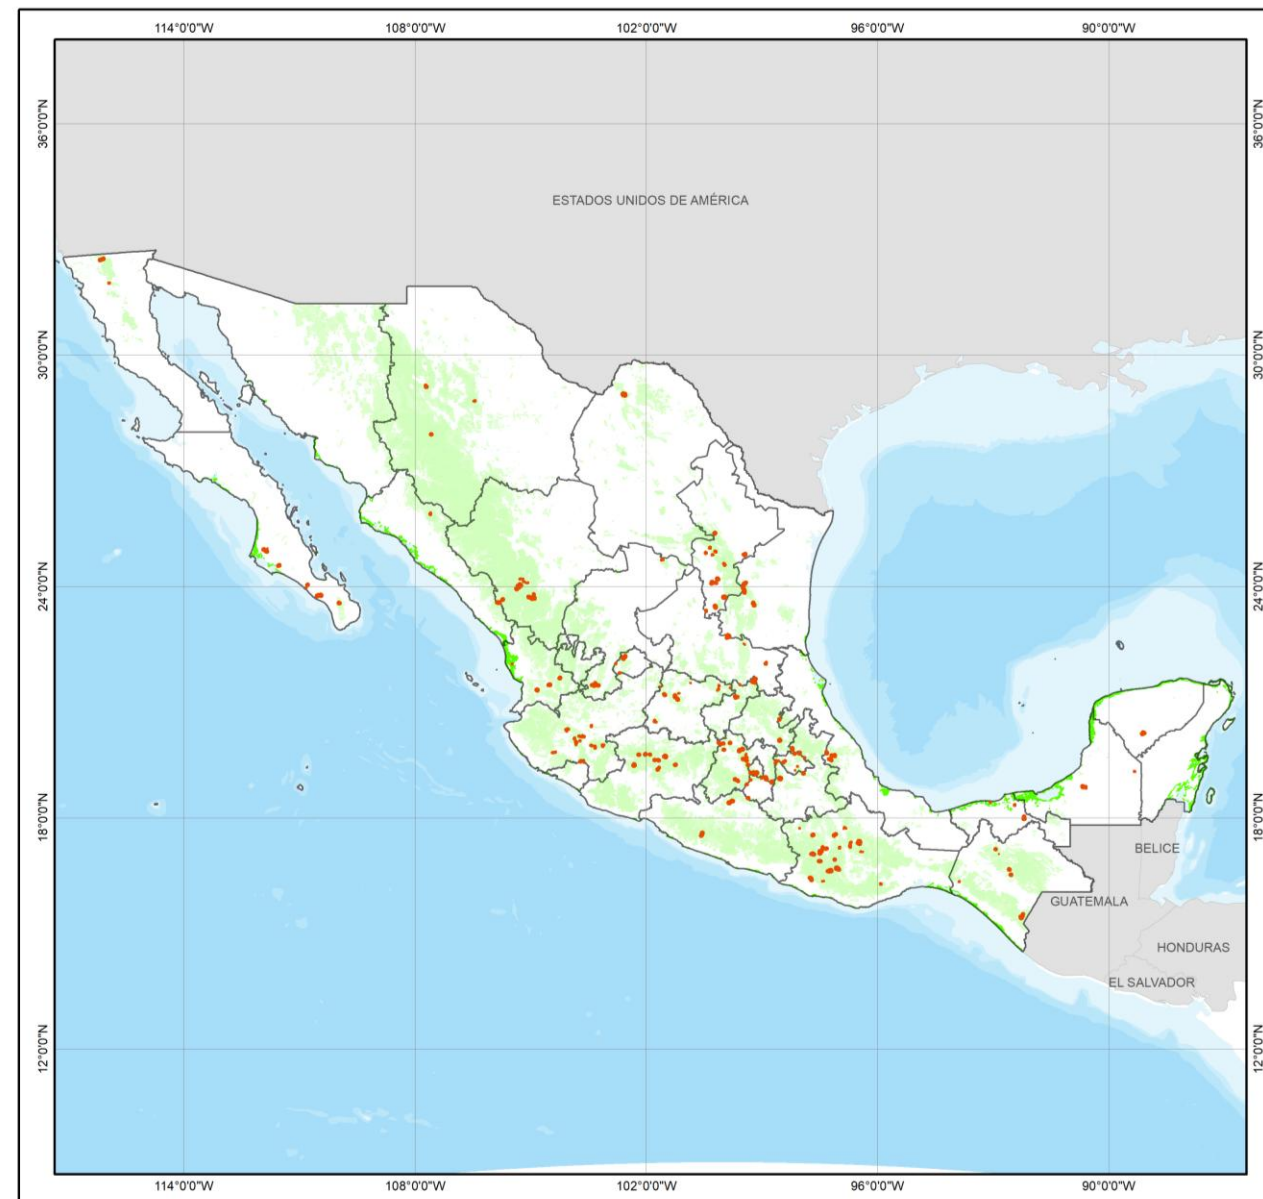 114°0'0"W 108°0'0"W 102°0'0"W 96°0'0"W 90°0'0"W
36°0'0"N 36°0'0"N
ESTADOS UNIDOS DE AMÉRICA
30°0'0"N 30°0'0"N
24°0'0"N 24°0'0"N
18°0'0"N 18°0'0"N
BELICE
GUATEMALA
HONDURAS
EL SALVADOR
12°0'0"N 12°0'0"N
114°0'0"W 108°0'0"W 102°0'0"W 96°0'0"W 90°0'0"W